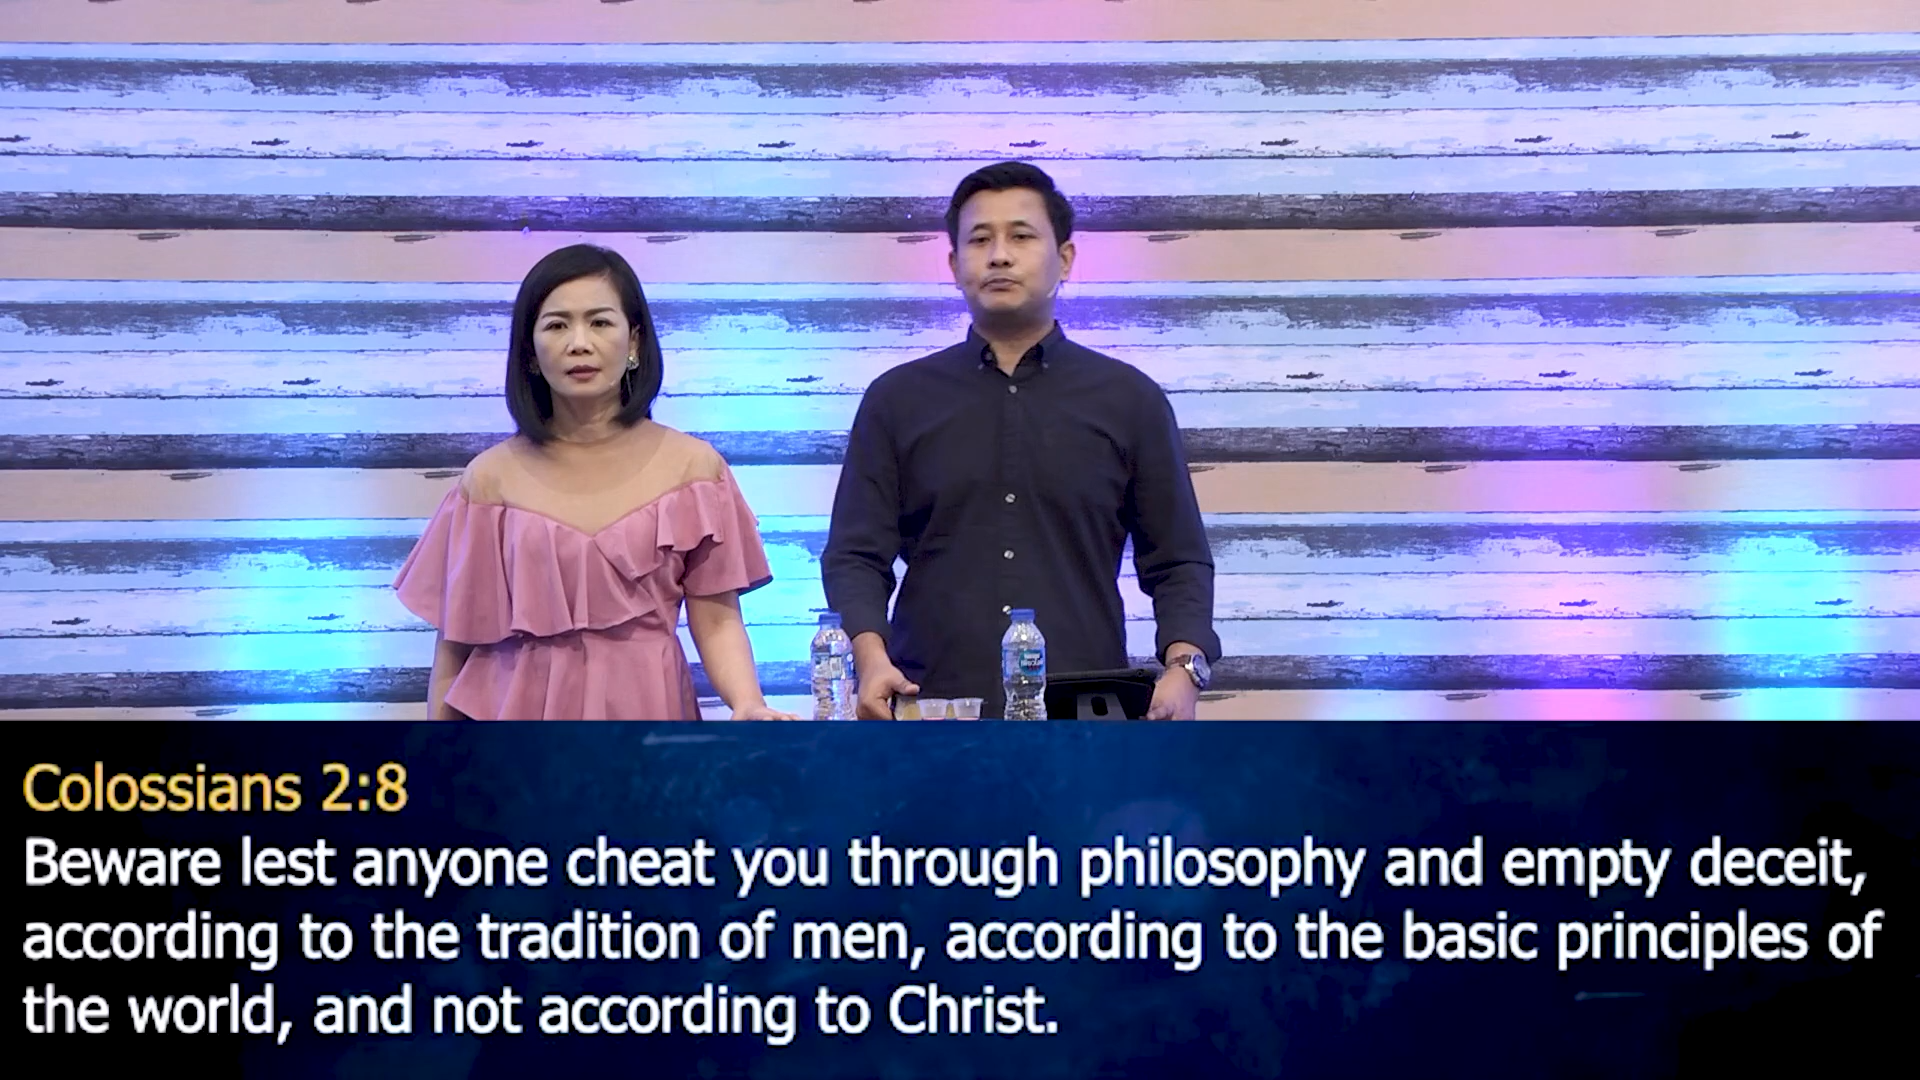 Colossians 2:8
Beware lest anyone cheat you through philosophy and empty deceit,
according to the tradition of men, according to the basic principles of
the world, and not according to Christ.